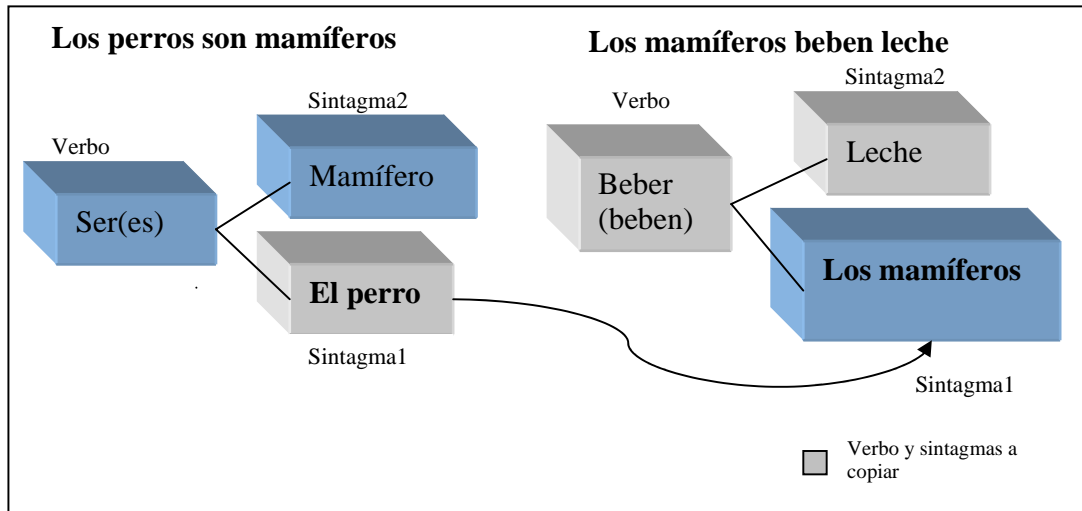 Los perros son mamíferos
Verbo
Sintagma2
Mamífero
Ser(es)
El perro
Sintagma1
Los mamíferos beben leche
Sintagma2
Verbo
Leche
Beber
(beben)
Los mamíferos
Sintagma1
Verbo y sintagmas a
copiar